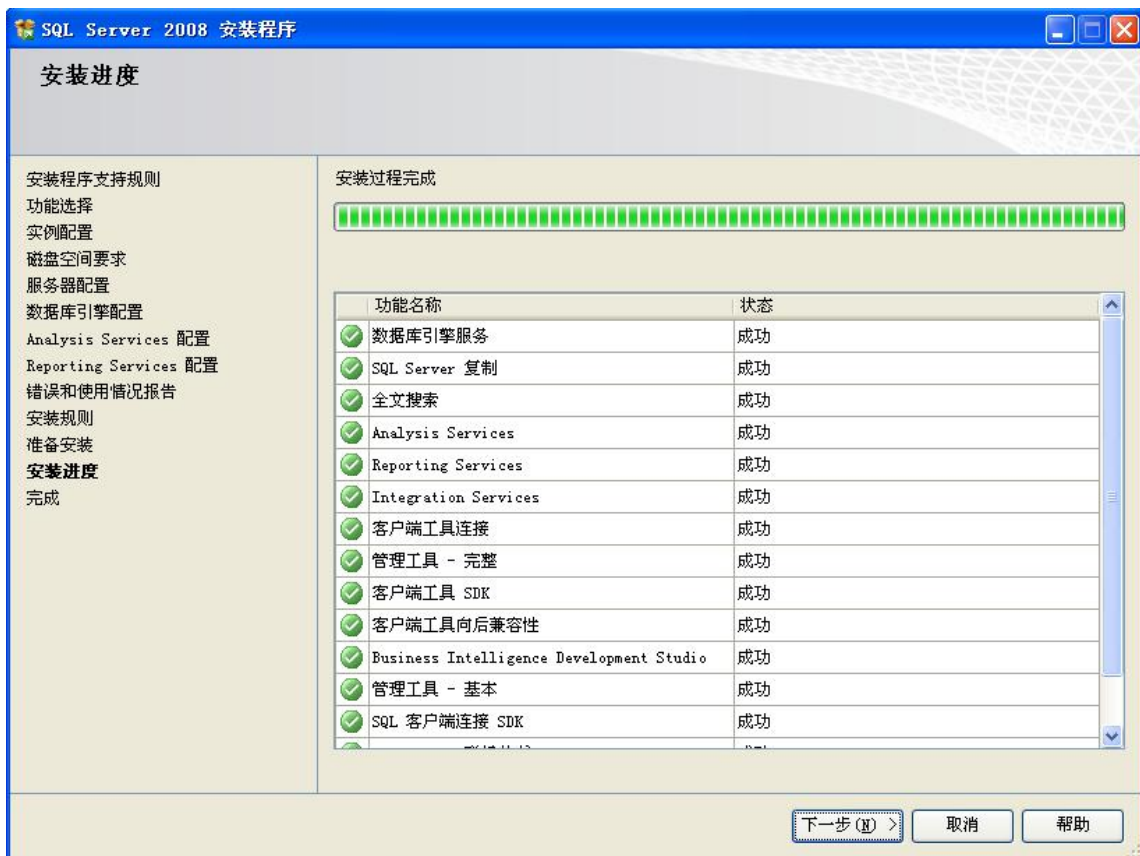 SQL Server 2008 安装程序
安装进度
安装程序支持规则
功能选择
实例配置
磁盘空间要求
服务器配置
数据库引擎配置
Analysis Services 配置
Reporting Services 配置
错误和使用情况报告
安装规则
准备安装
安装进度
完成
安装过程完成
功能名称 状态
数据库引擎服务 成功
SQL Server 复制 成功
全文搜索 成功
Analysis Services 成功
Reporting Services 成功
Integration Services 成功
客户端工具连接 成功
管理工具 - 完整 成功
客户端工具 SDK 成功
客户端工具向后兼容性 成功
Business Intelligence Development Studio 成功
管理工具 - 基本 成功
SQL 客户端连接 SDK 成功
下一步(N) > 取消 帮助